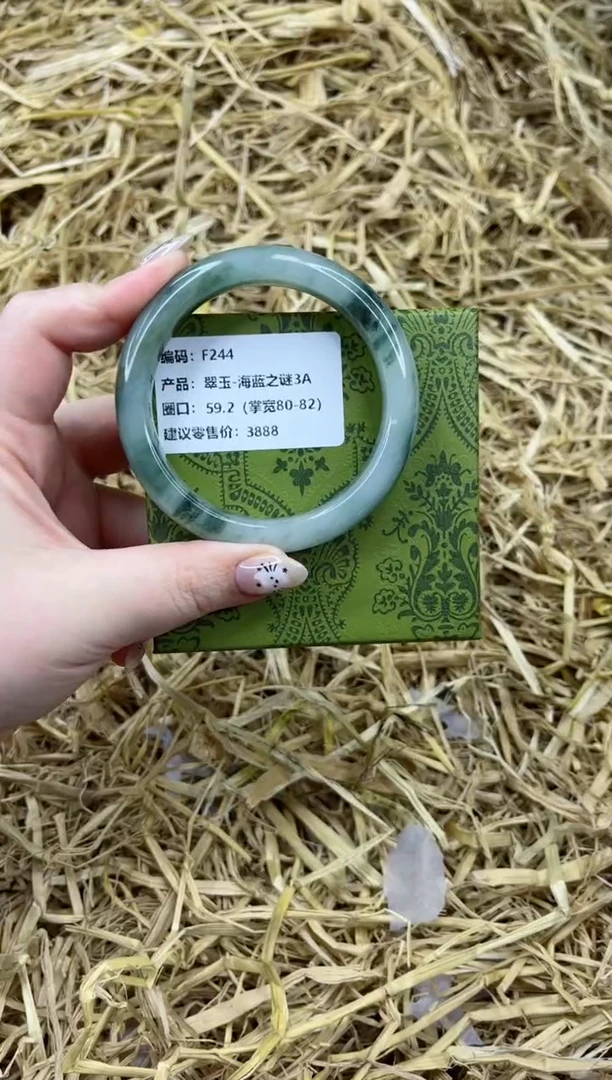 编码：F244
产品：翠玉-海蓝之谜3A
圈口：59.2（掌宽80-82）
建议零售价：3888